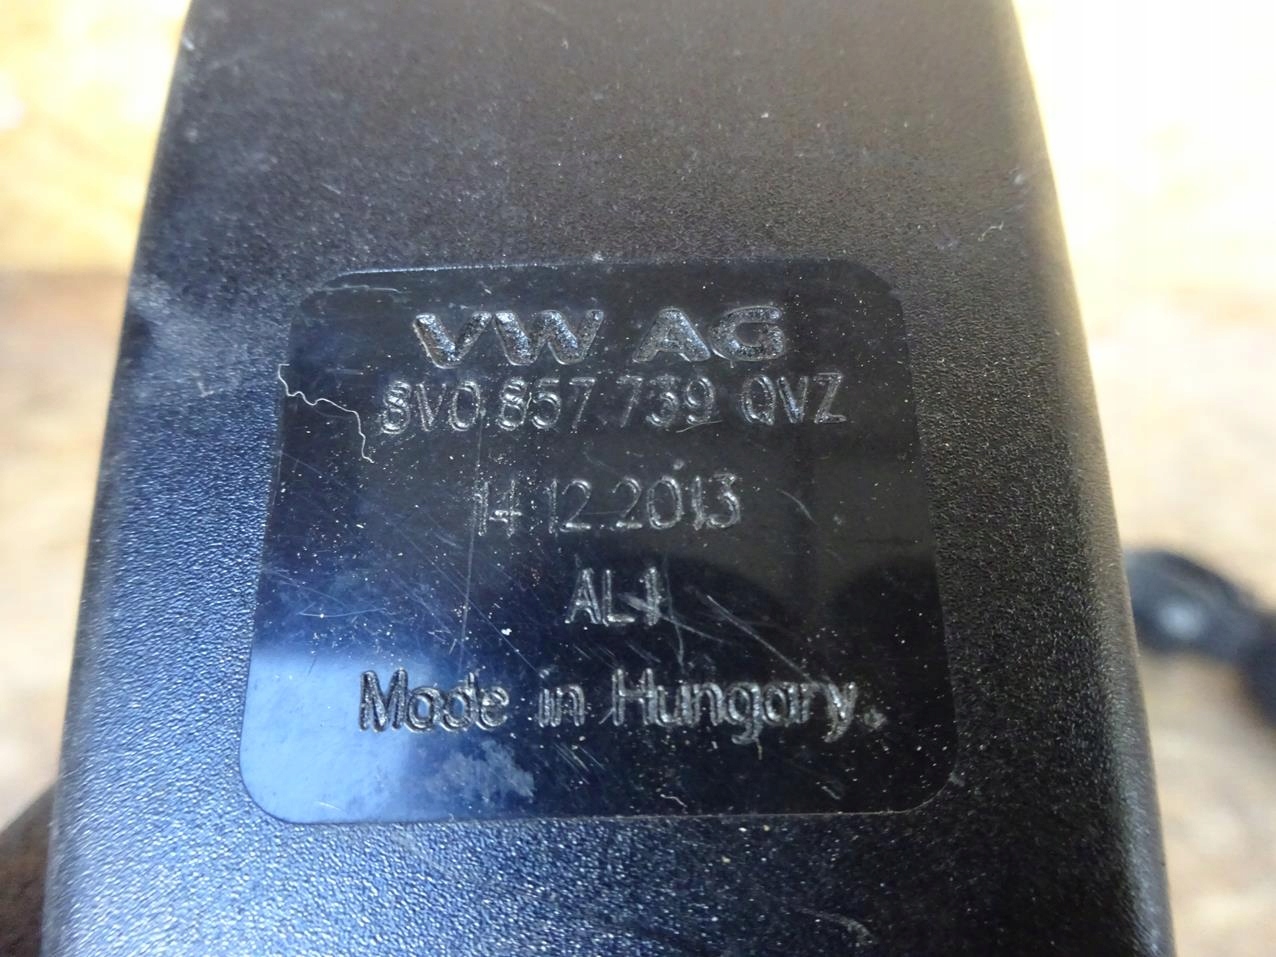 VW AG
8V0.857.739 QVZ
14.12.2013
AL1
Made in Hungary